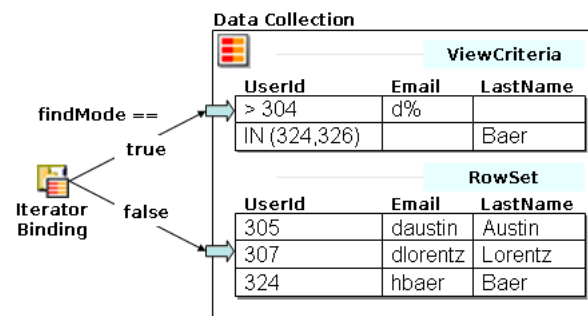 Data Collection
ViewCriteria
UserId Email LastName
> 304 d%
IN (324,326) Baer
findMode ==
true
false
Iterator
Binding
RowSet
UserId Email LastName
305 daustin Austin
307 dlorentz Lorentz
324 hbaer Baer